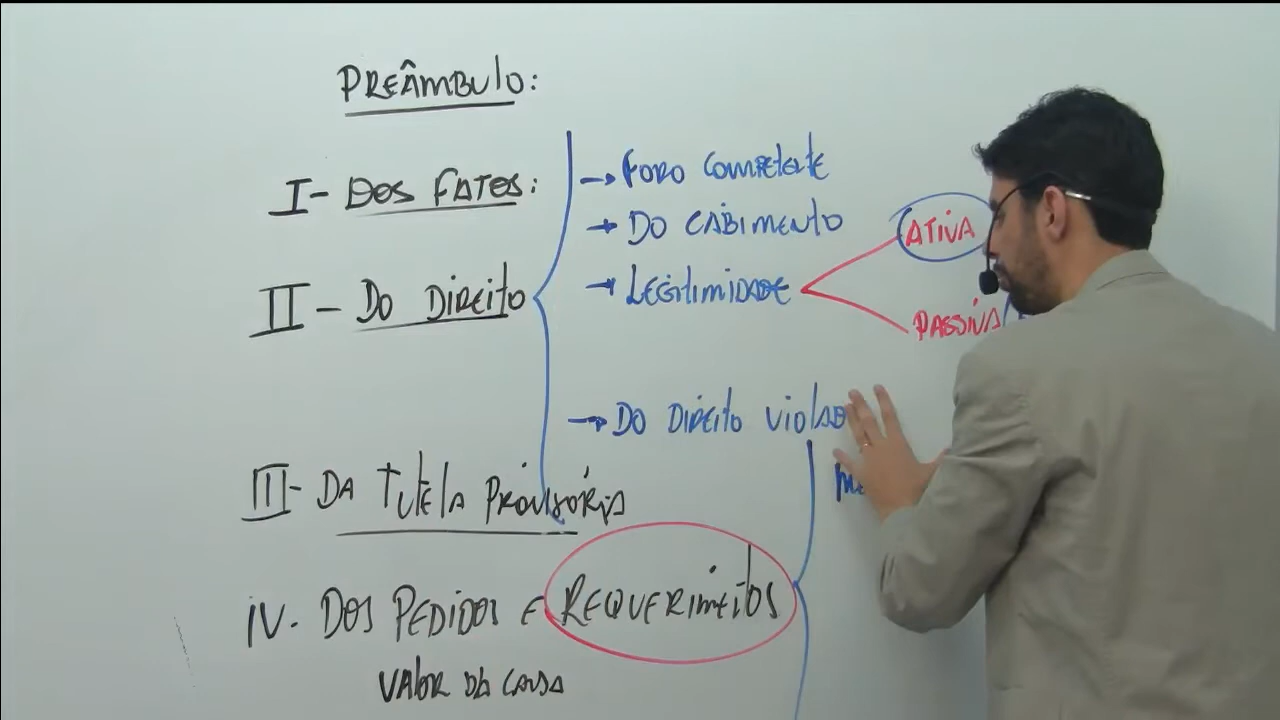 PREÂMBULO:
I- DOS FATOS:
→ FORO COMPETENTE
→ DO CABIMENTO
→ LEGITIMIDADE
ATIVA
PASSIVA
II - DO DIREITO
→ DO DIREITO VIOLADO
III- DA TUTELA PROVISÓRIA
IV. DOS PEDIDOS E REQUERIMENTOS
VALOR DA CAUSA